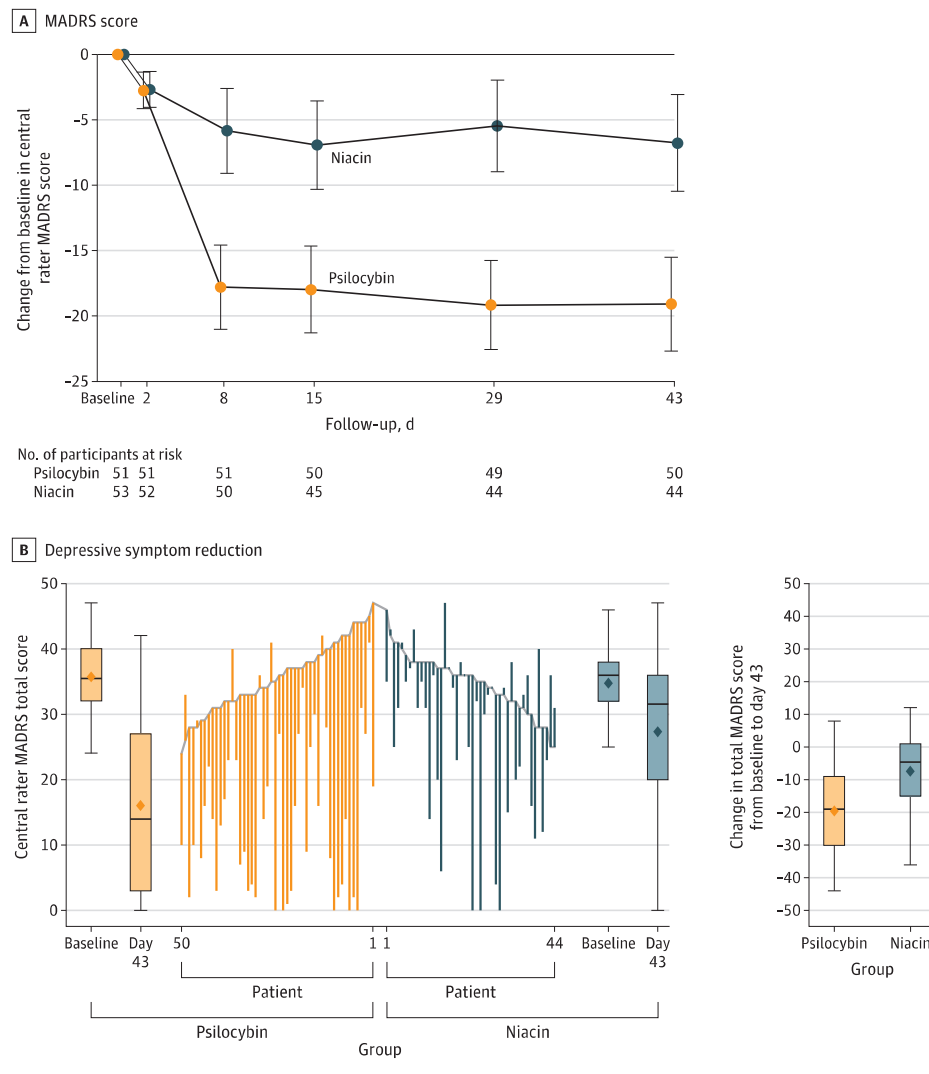 A MADRS score
Change from baseline in central
rater MADRS score
0
−5
−10
−15
−20
−25
Niacin
Psilocybin
Baseline 2 8 15 29 43
Follow-up, d
No. of participants at risk
Psilocybin 51 51 51 50 49 50
Niacin 53 52 50 45 44 44
B Depressive symptom reduction
Central rater MADRS total score
50
40
30
20
10
0
Baseline Day 50 1 1 44 Baseline Day
43 43
Patient Patient
Psilocybin Niacin
Group
Change in total MADRS score
from baseline to day 43
50
40
30
20
10
0
−10
−20
−30
−40
−50
Psilocybin Niacin
Group